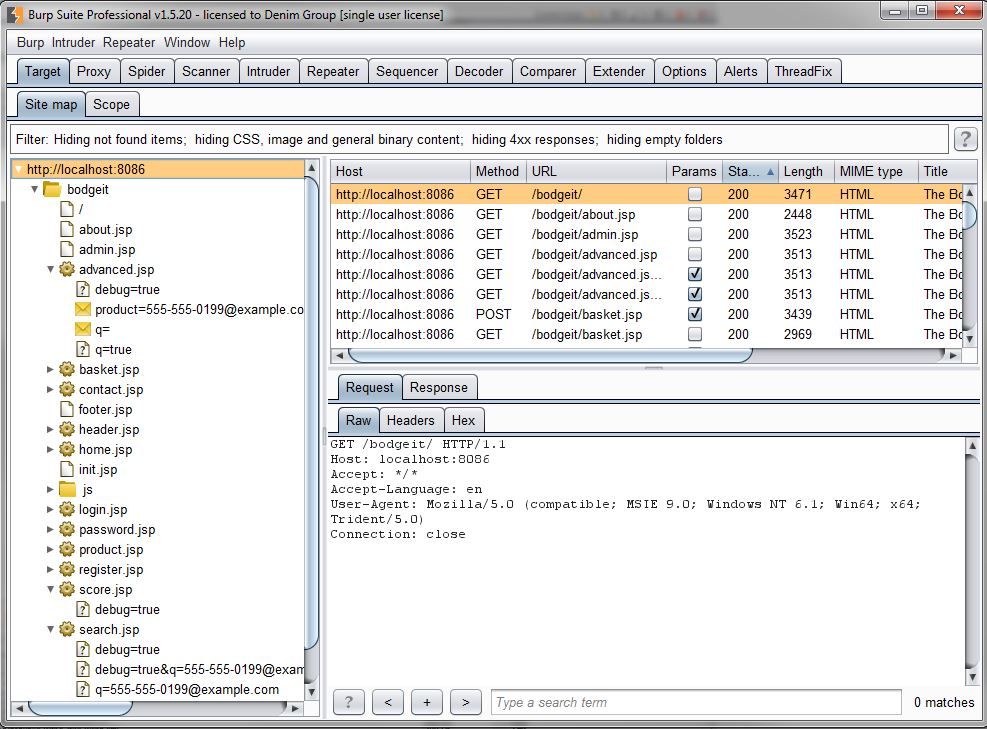 Burp Suite Professional v1.5.20 - licensed to Denim Group [single user license]
Burp Intruder Repeater Window Help
Target Proxy Spider Scanner Intruder Repeater Sequencer Decoder Comparer Extender Options Alerts ThreadFix
Site map Scope
Filter: Hiding not found items; hiding CSS, image and general binary content; hiding 4xx responses; hiding empty folders
?
http://localhost:8086
bodgeit
/
about.jsp
admin.jsp
advanced.jsp
debug=true
product=555-555-0199@example.co
q=
q=true
basket.jsp
contact.jsp
footer.jsp
header.jsp
home.jsp
init.jsp
js
login.jsp
password.jsp
product.jsp
register.jsp
score.jsp
debug=true
search.jsp
debug=true
debug=true&q=555-555-0199@exam
q=555-555-0199@example.com
Host Method URL Params Sta... Length MIME type Title
http://localhost:8086 GET /bodgeit/ 200 3471 HTML The Bo
http://localhost:8086 GET /bodgeit/about.jsp 200 2448 HTML The Bo
http://localhost:8086 GET /bodgeit/admin.jsp 200 3523 HTML The Bo
http://localhost:8086 GET /bodgeit/advanced.jsp 200 3513 HTML The Bo
http://localhost:8086 GET /bodgeit/advanced.js... 200 3513 HTML The Bo
http://localhost:8086 GET /bodgeit/advanced.js... 200 3513 HTML The Bo
http://localhost:8086 POST /bodgeit/basket.jsp 200 3439 HTML The Bo
http://localhost:8086 GET /bodgeit/basket.jsp 200 2969 HTML The Bo
Request Response
Raw Headers Hex
GET /bodgeit/ HTTP/1.1
Host: localhost:8086
Accept: */*
Accept-Language: en
User-Agent: Mozilla/5.0 (compatible; MSIE 9.0; Windows NT 6.1; Win64; x64;
Trident/5.0)
Connection: close
? < + > Type a search term 0 matches